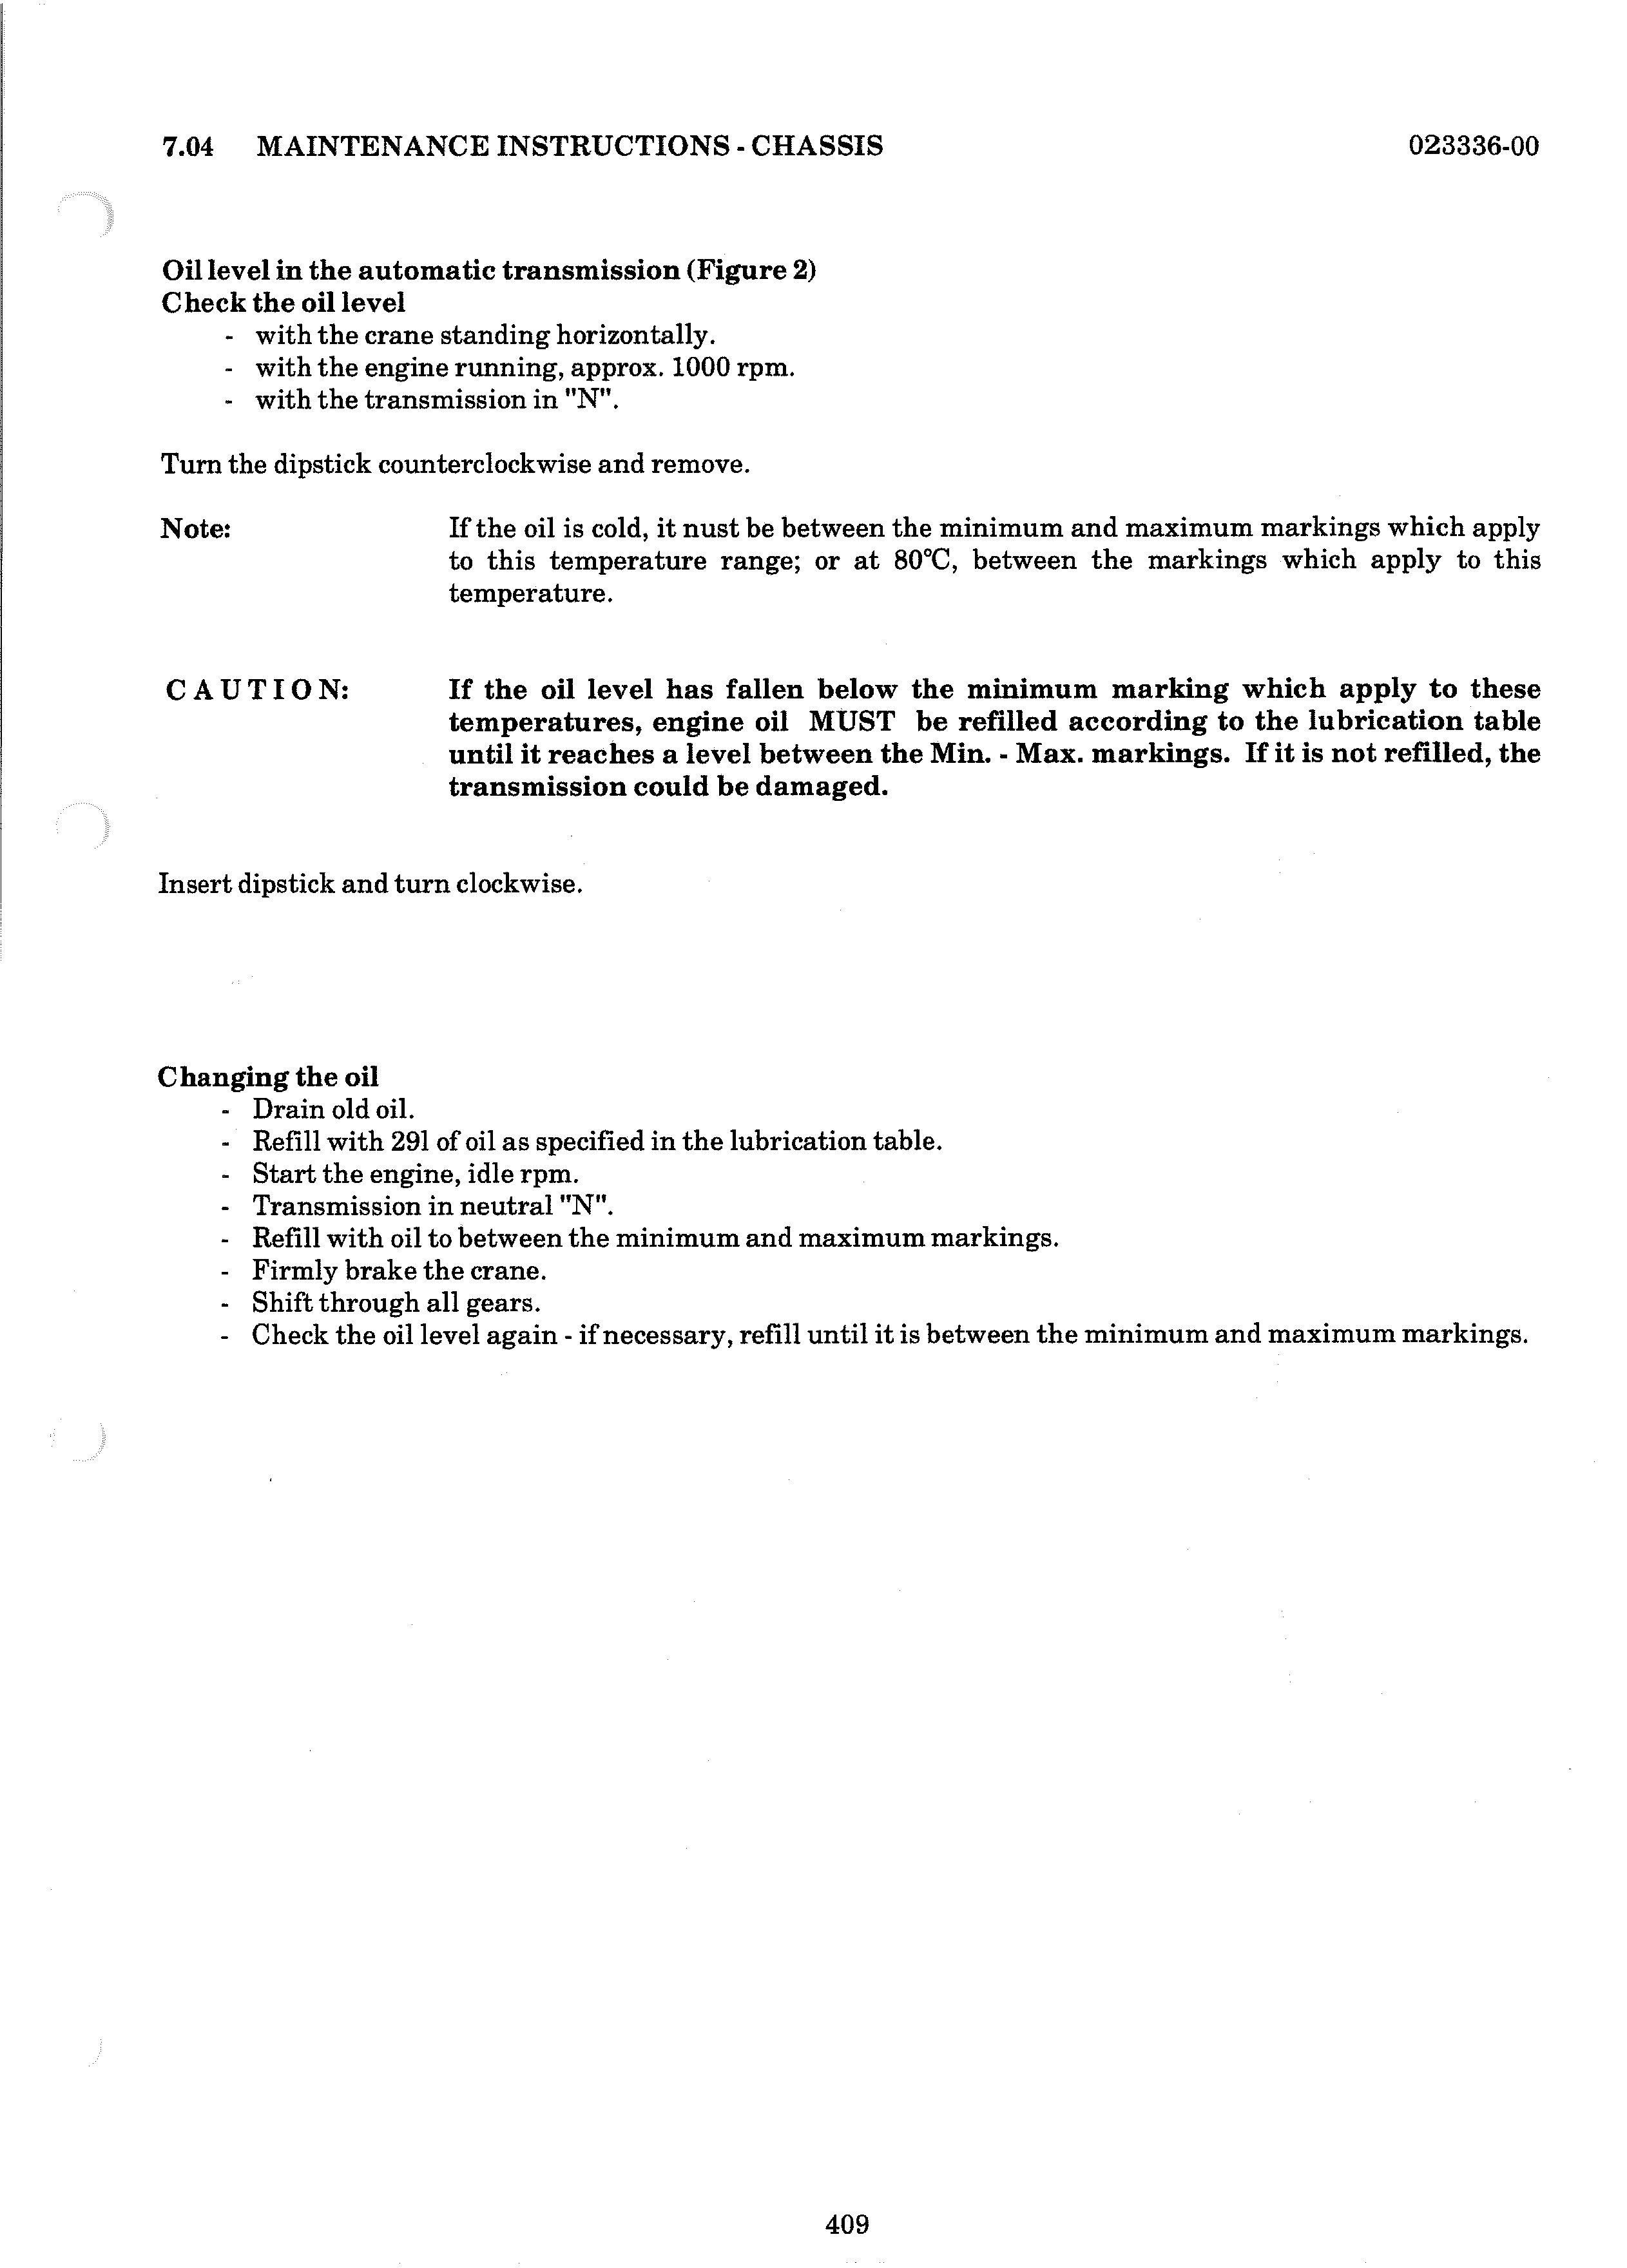 7.04 MAINTENANCE INSTRUCTIONS - CHASSIS 023336-00
Oil level in the automatic transmission (Figure 2)
Check the oil level
- with the crane standing horizontally.
- with the engine running, approx. 1000 rpm.
- with the transmission in "N".
Turn the dipstick counterclockwise and remove.
Note: If the oil is cold, it nust be between the minimum and maximum markings which apply
to this temperature range; or at 80°C, between the markings which apply to this
temperature.
CAUTION: If the oil level has fallen below the minimum marking which apply to these
temperatures, engine oil MUST be refilled according to the lubrication table
until it reaches a level between the Min. - Max. markings. If it is not refilled, the
transmission could be damaged.
Insert dipstick and turn clockwise.
Changing the oil
- Drain old oil.
- Refill with 29l of oil as specified in the lubrication table.
- Start the engine, idle rpm.
- Transmission in neutral "N".
- Refill with oil to between the minimum and maximum markings.
- Firmly brake the crane.
- Shift through all gears.
- Check the oil level again - if necessary, refill until it is between the minimum and maximum markings.
409